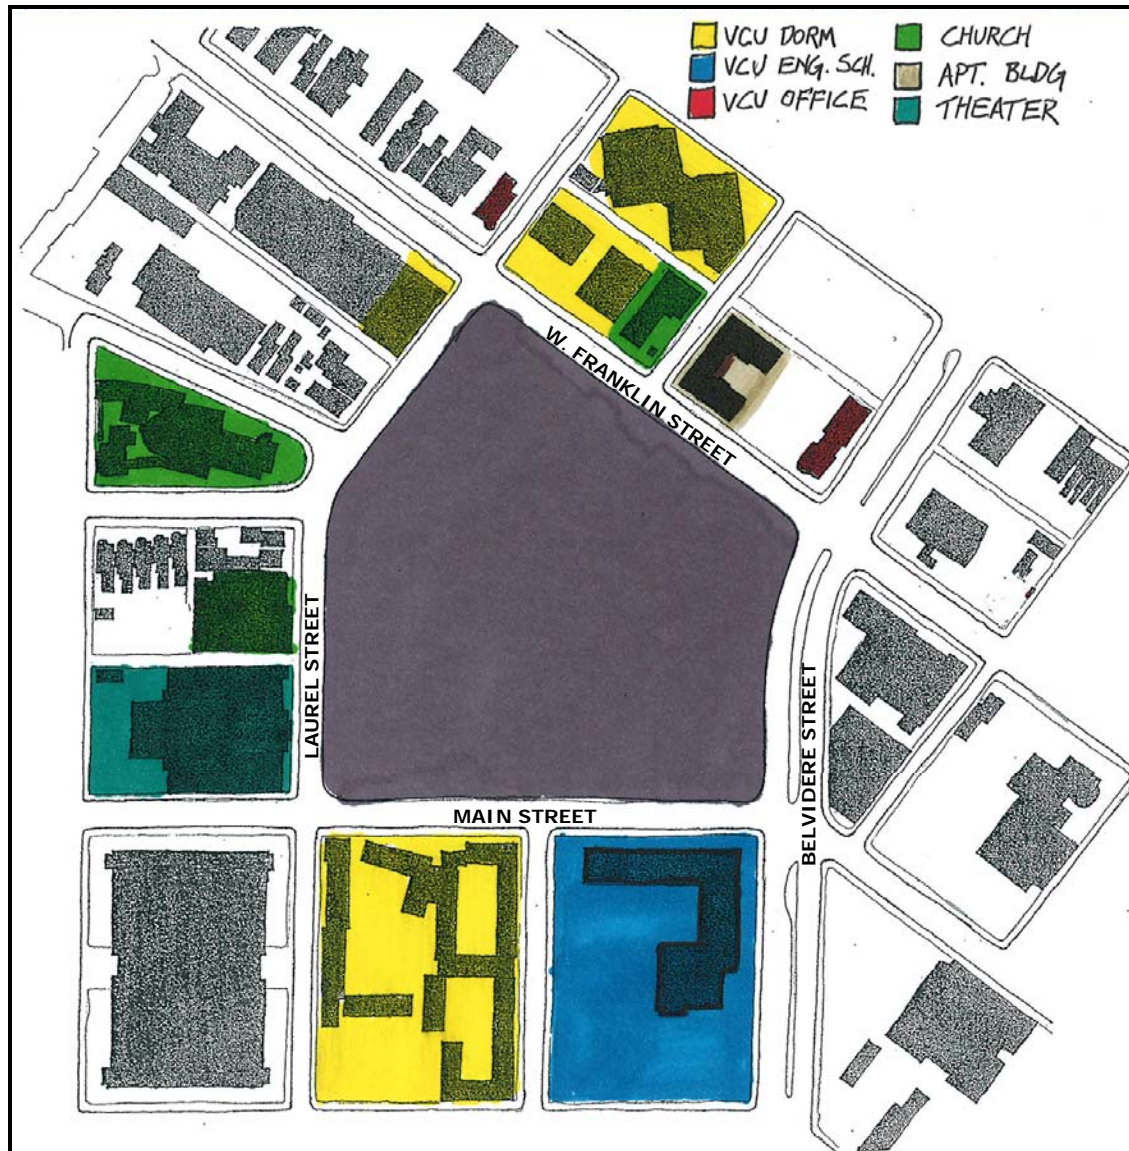 VCU DORM
VCU ENG. SCH.
VCU OFFICE
CHURCH
APT. BLDG
THEATER
W. FRANKLIN STREET
LAUREL STREET
BELVIDERE STREET
MAIN STREET